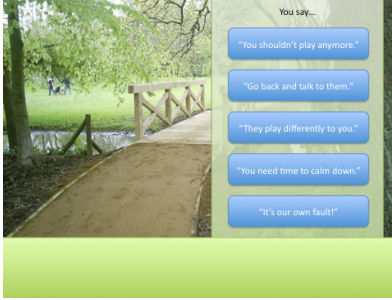 You say...
“You shouldn’t play anymore.”
“Go back and talk to them.”
“They play differently to you.”
“You need time to calm down.”
“It’s our own fault!”